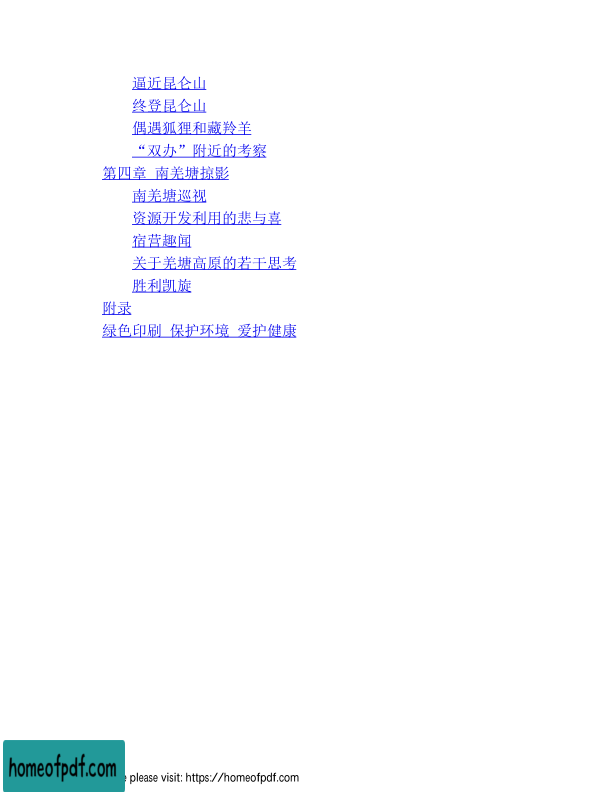 逼近昆仑山
终登昆仑山
偶遇狐狸和藏羚羊
“双办”附近的考察
第四章 南羌塘掠影
南羌塘巡视
资源开发利用的悲与喜
宿营趣闻
关于羌塘高原的若干思考
胜利凯旋
附录
绿色印刷 保护环境 爱护健康
homeofpdf.com
please visit: https://homeofpdf.com